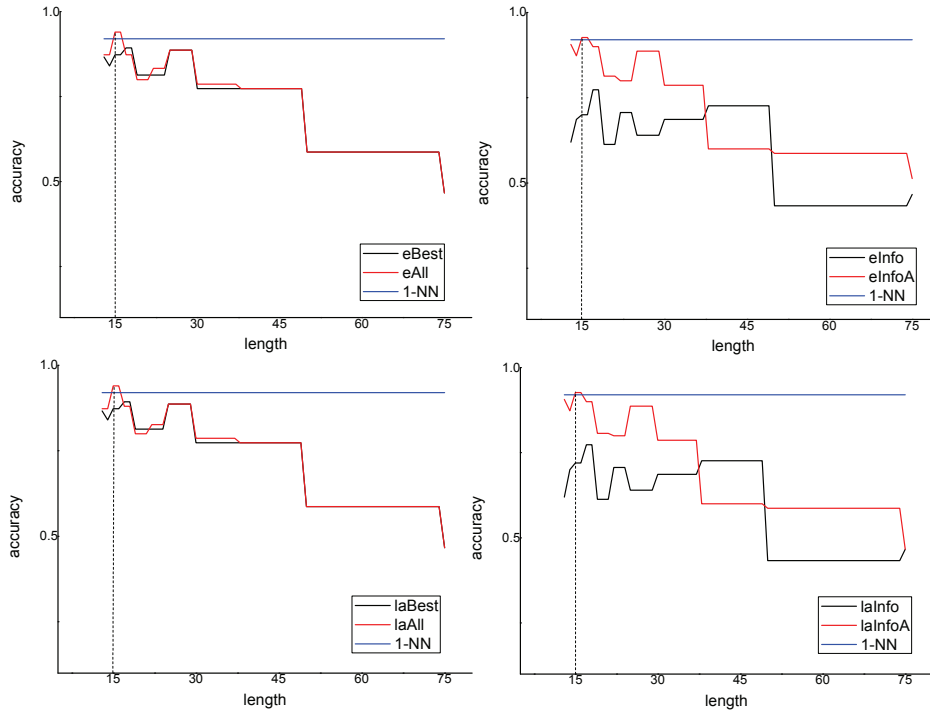 1.0
accuracy
0.5
eBest
eAll
1-NN
15 30 45 60 75
length
1.0
accuracy
0.5
eInfo
eInfoA
1-NN
15 30 45 60 75
length
1.0
accuracy
0.5
laBest
laAll
1-NN
15 30 45 60 75
length
1.0
accuracy
0.5
laInfo
laInfoA
1-NN
15 30 45 60 75
length